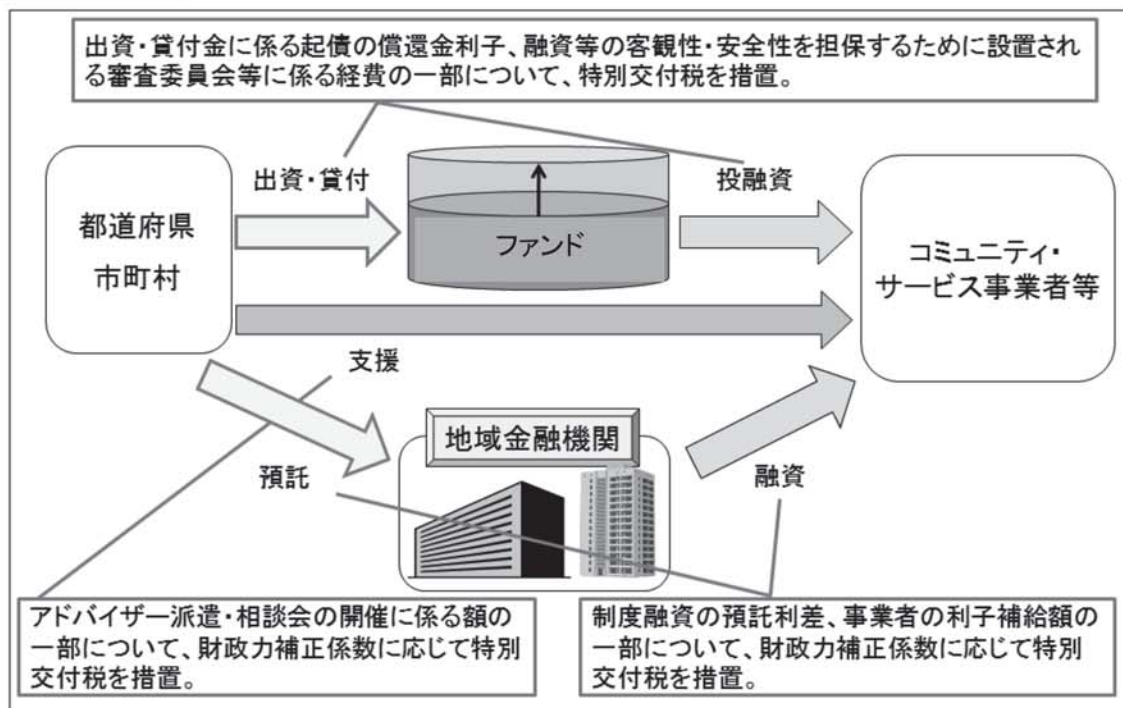 出資・貸付金に係る起債の償還金利子、融資等の客観性・安全性を担保するために設置され
る審査委員会等に係る経費の一部について、特別交付税を措置。
出資・貸付
投融資
都道府県
市町村
ファンド
コミュニティ・
サービス事業者等
支援
地域金融機関
預託
融資
アドバイザー派遣・相談会の開催に係る額の
一部について、財政力補正係数に応じて特別
交付税を措置。
制度融資の預託利差、事業者の利子補給額の
一部について、財政力補正係数に応じて特別
交付税を措置。